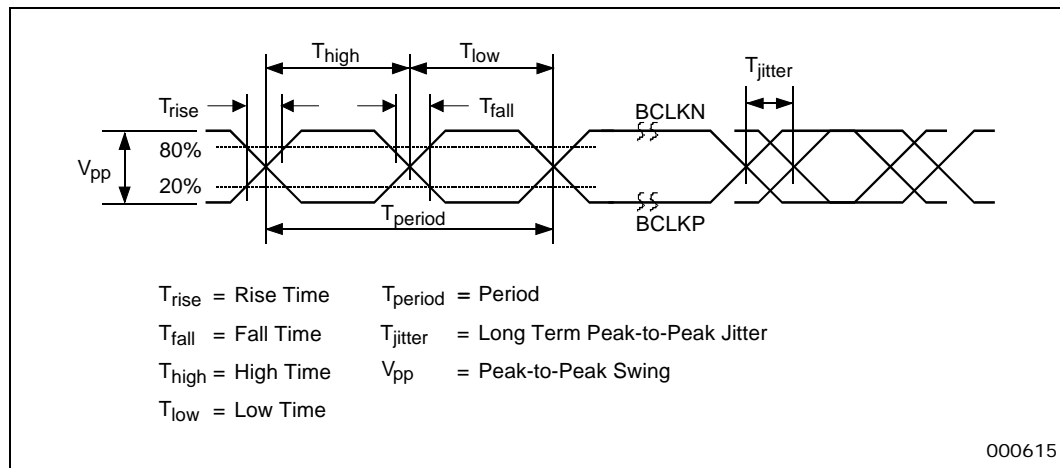 Thigh Tlow
Tjitter
Trise Tfall
BCLKN
80%
Vpp
20%
Tperiod
BCLKP
Trise = Rise Time Tperiod = Period
Tfall = Fall Time Tjitter = Long Term Peak-to-Peak Jitter
Thigh = High Time Vpp = Peak-to-Peak Swing
Tlow = Low Time
000615